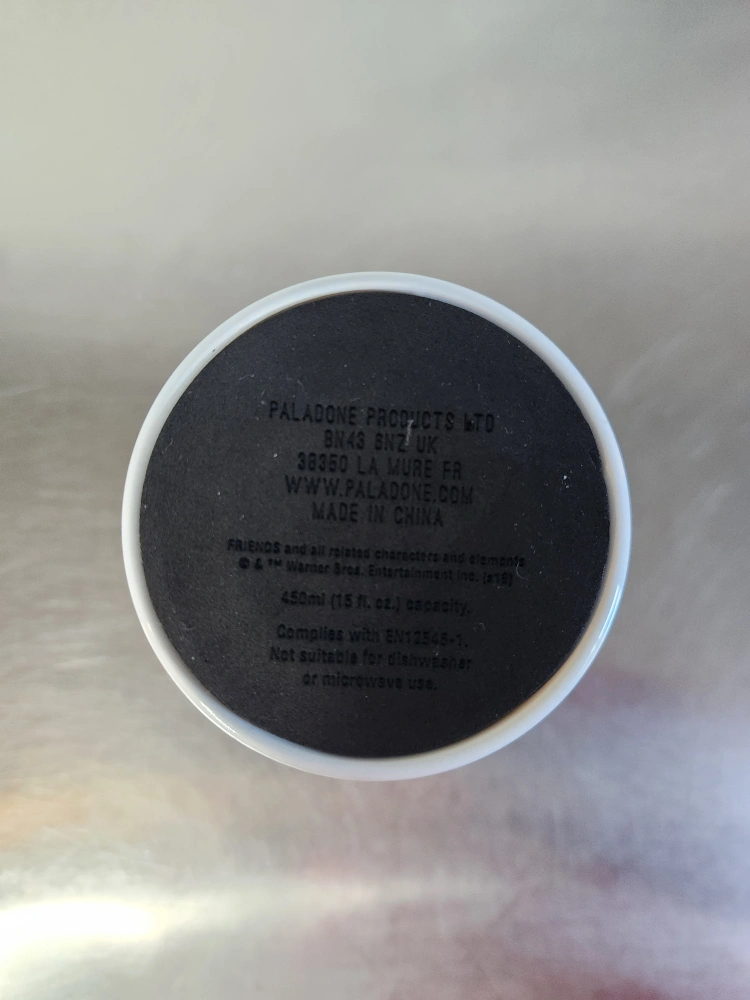 PALADONE PRODUCTS LTD
BN43 6NZ UK
38350 LA MURE FR
WWW.PALADONE.COM
MADE IN CHINA
FRIENDS and all related characters and elements
© & ™ Warner Bros. Entertainment Inc. (s19)
450ml (15 fl. oz.) capacity.
Complies with EN12546-1.
Not suitable for dishwasher
or microwave use.